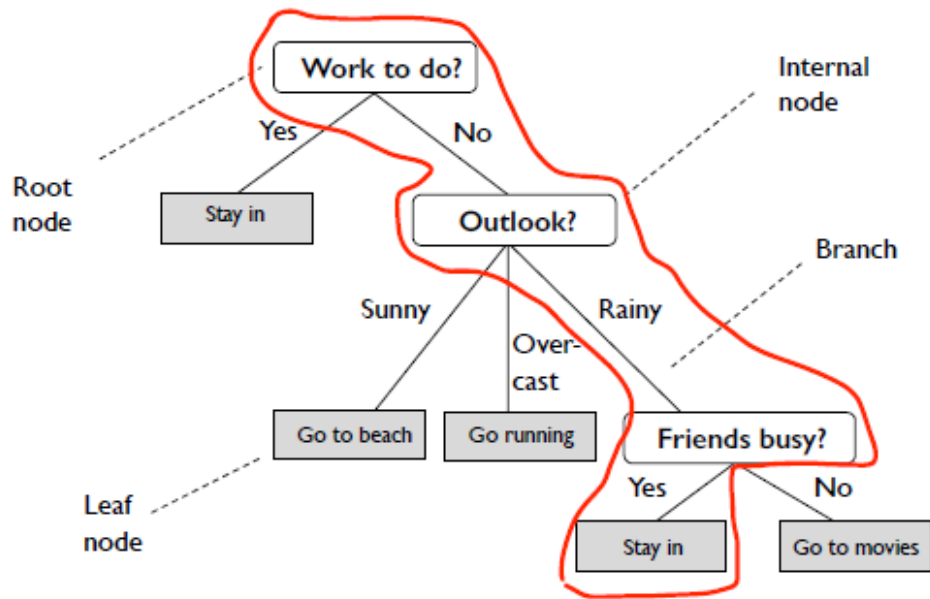 Work to do?
Internal
node
Yes
No
Root
node
Stay in
Outlook?
Branch
Sunny
Rainy
Over-
cast
Go to beach
Go running
Friends busy?
Leaf
node
Yes
No
Stay in
Go to movies